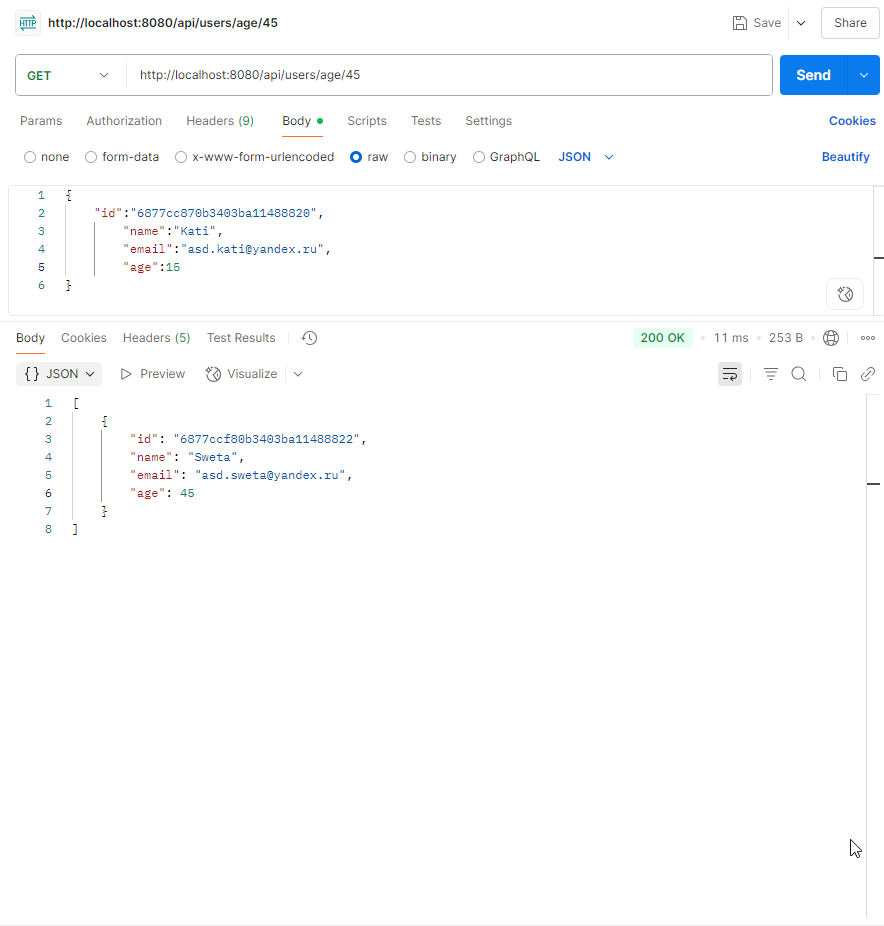 HTTP http://localhost:8080/api/users/age/45 Save Share
GET http://localhost:8080/api/users/age/45 Send
Params Authorization Headers (9) Body Scripts Tests Settings Cookies
none form-data x-www-form-urlencoded raw binary GraphQL JSON Beautify
1 {
2 "id":"6877cc870b3403ba11488820",
3 "name":"Kati",
4 "email":"asd.kati@yandex.ru",
5 "age":15
6 }
Body Cookies Headers (5) Test Results 200 OK 11 ms 253 B
{} JSON Preview Visualize
1 [
2 {
3 "id": "6877ccf80b3403ba11488822",
4 "name": "Sweta",
5 "email": "asd.sweta@yandex.ru",
6 "age": 45
7 }
8 ]